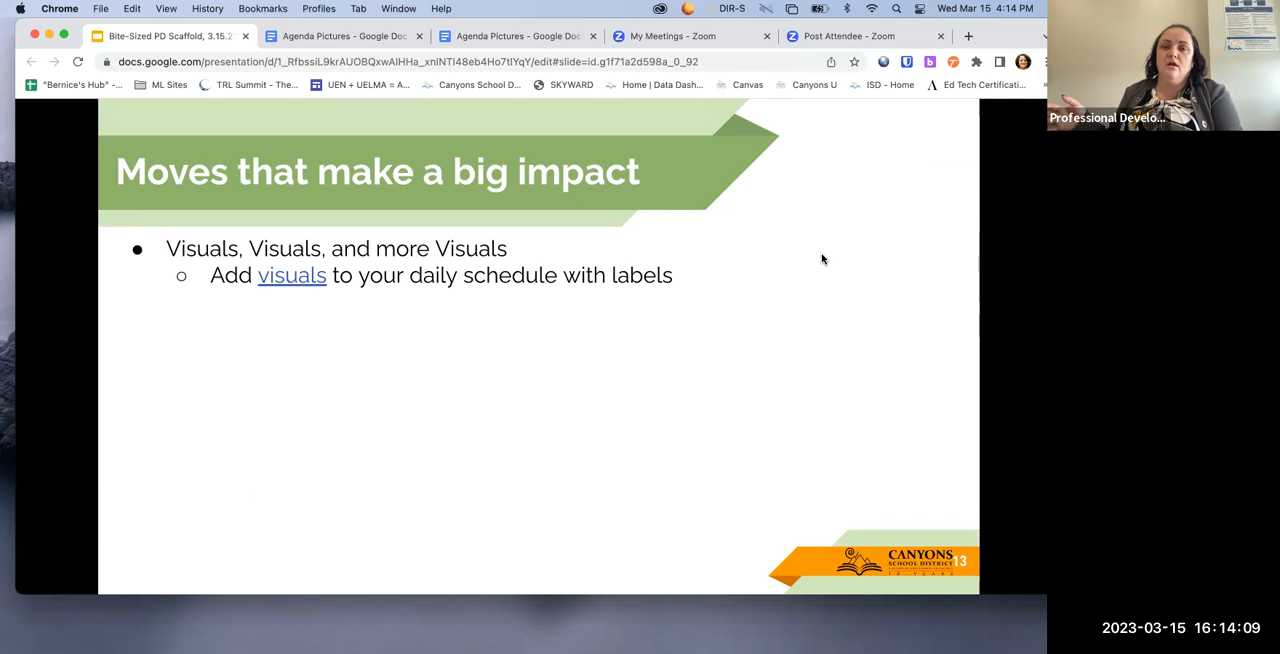 Chrome File Edit View History Bookmarks Profiles Tab Window Help DIR-S Wed Mar 15 4:14 PM
Bite-Sized PD Scaffold, 3.15.2 Agenda Pictures - Google Doc Agenda Pictures - Google Doc My Meetings - Zoom Post Attendee - Zoom
docs.google.com/presentation/d/1_RfbssiL9krAUOBQxwAIHHa_xnINTI48eb4Ho7tIYqY/edit#slide=id.g1f71a2d598a_0_92
"Bernice's Hub" -... ML Sites TRL Summit - The... UEN + UELMA = A... Canyons School D... SKYWARD Home | Data Dash... Canvas Canyons U ISD - Home Ed Tech Certificati...
Professional Develo...
Moves that make a big impact
● Visuals, Visuals, and more Visuals
○ Add visuals to your daily schedule with labels
CANYONS
SCHOOL DISTRICT
13
2023-03-15 16:14:09